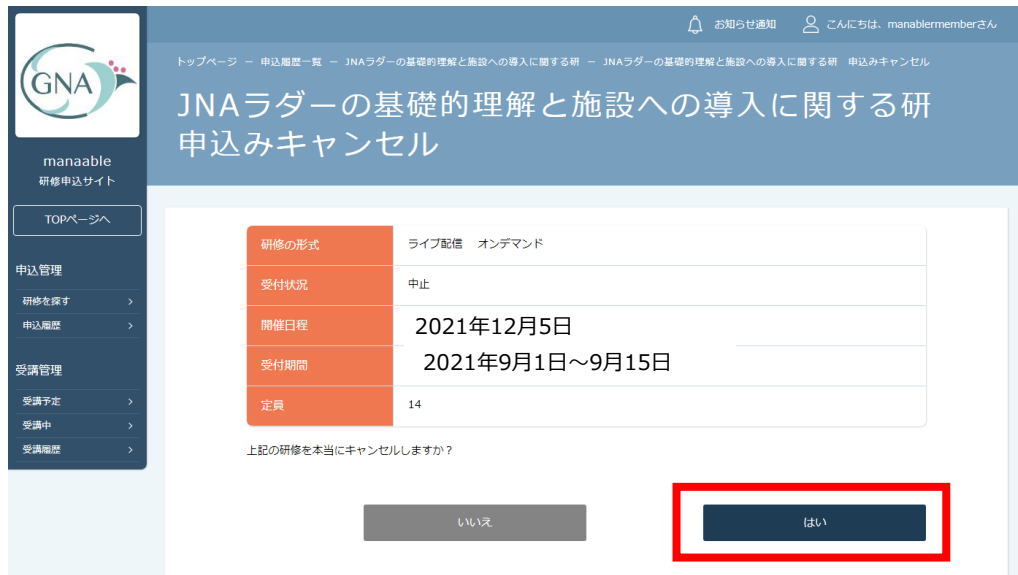 GNA
manaable
研修申込サイト
TOPページへ
申込管理
研修を探す
申込履歴
受講管理
受講予定
受講中
受講履歴
お知らせ通知 こんにちは、manablermemberさん
トップページ － 申込履歴一覧 － JNAラダーの基礎的理解と施設への導入に関する研 － JNAラダーの基礎的理解と施設への導入に関する研 申込みキャンセル
JNAラダーの基礎的理解と施設への導入に関する研
申込みキャンセル
研修の形式 ライブ配信 オンデマンド
受付状況 中止
開催日程 2021年12月5日
受付期間 2021年9月1日～9月15日
定員 14
上記の研修を本当にキャンセルしますか？
いいえ はい